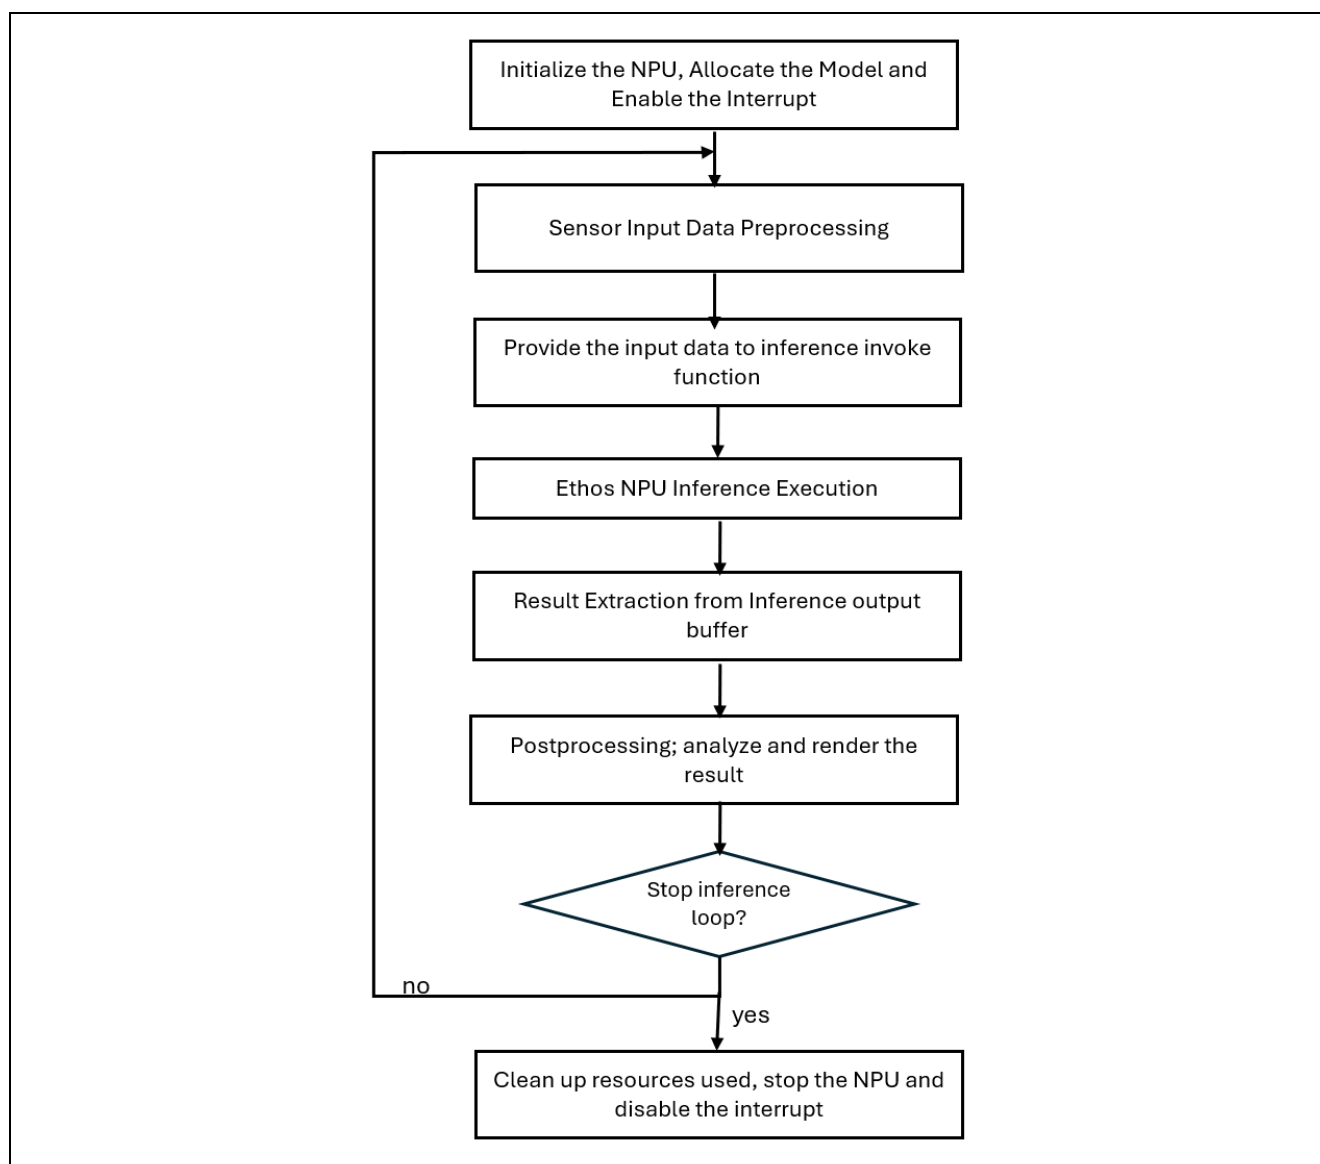 Initialize the NPU, Allocate the Model and
Enable the Interrupt
Sensor Input Data Preprocessing
Provide the input data to inference invoke
function
Ethos NPU Inference Execution
Result Extraction from Inference output
buffer
Postprocessing; analyze and render the
result
Stop inference
loop?
no
yes
Clean up resources used, stop the NPU and
disable the interrupt